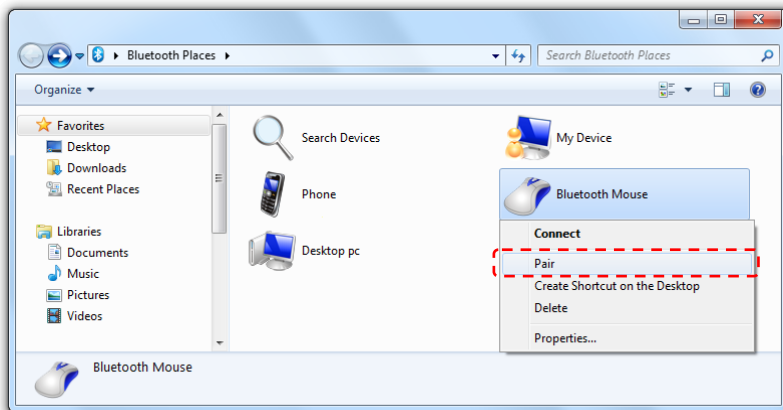 Bluetooth Places
Search Bluetooth Places
Organize
Favorites
Desktop
Downloads
Recent Places
Libraries
Documents
Music
Pictures
Videos
Search Devices
My Device
Phone
Bluetooth Mouse
Desktop pc
Connect
Pair
Create Shortcut on the Desktop
Delete
Properties...
Bluetooth Mouse